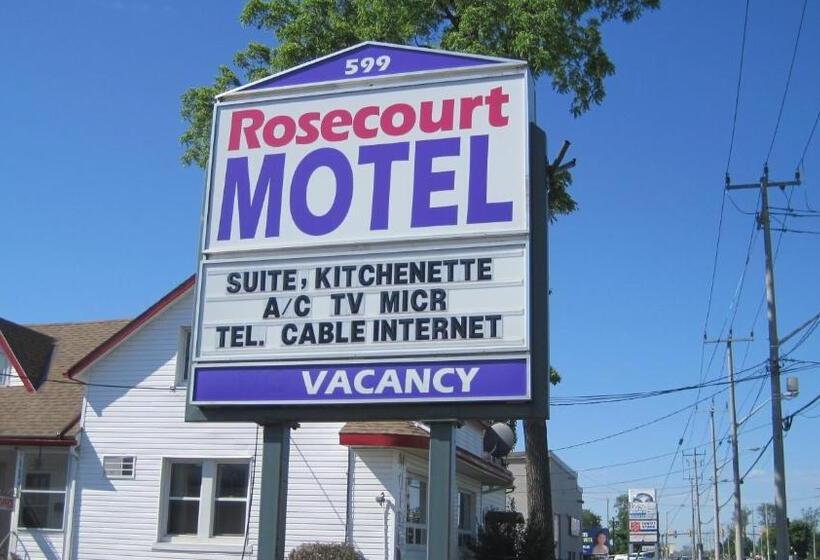 599
Rosecourt
MOTEL
SUITE, KITCHENETTE
A/C TV MICR
TEL. CABLE INTERNET
VACANCY